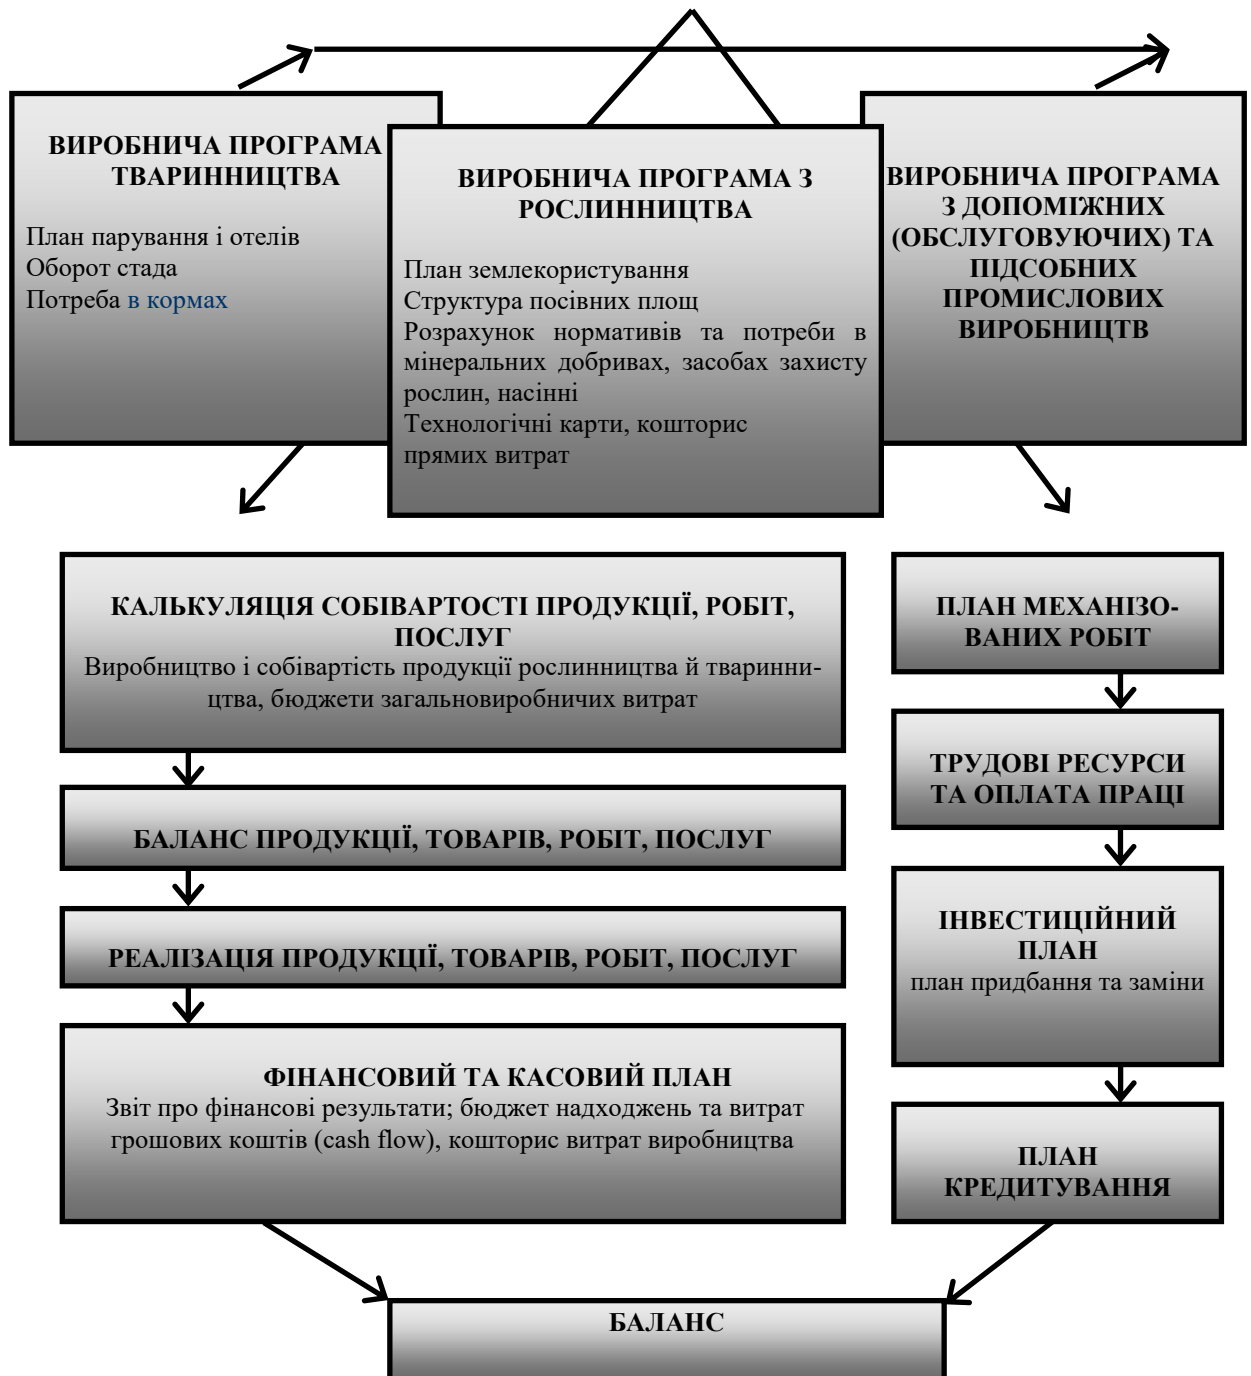 ВИРОБНИЧА ПРОГРАМА
ТВАРИННИЦТВА
План парування і отелів
Оборот стада
Потреба в кормах
ВИРОБНИЧА ПРОГРАМА З
РОСЛИННИЦТВА
План землекористування
Структура посівних площ
Розрахунок нормативів та потреби в
мінеральних добривах, засобах захисту
рослин, насінні
Технологічні карти, кошторис
прямих витрат
ВИРОБНИЧА ПРОГРАМА
З ДОПОМІЖНИХ
(ОБСЛУГОВУЮЧИХ) ТА
ПІДСОБНИХ
ПРОМИСЛОВИХ
ВИРОБНИЦТВ
КАЛЬКУЛЯЦІЯ СОБІВАРТОСТІ ПРОДУКЦІЇ, РОБІТ,
ПОСЛУГ
Виробництво і собівартість продукції рослинництва й тваринни-
цтва, бюджети загальновиробничих витрат
БАЛАНС ПРОДУКЦІЇ, ТОВАРІВ, РОБІТ, ПОСЛУГ
РЕАЛІЗАЦІЯ ПРОДУКЦІЇ, ТОВАРІВ, РОБІТ, ПОСЛУГ
ФІНАНСОВИЙ ТА КАСОВИЙ ПЛАН
Звіт про фінансові результати; бюджет надходжень та витрат
грошових коштів (cash flow), кошторис витрат виробництва
ПЛАН МЕХАНІЗО-
ВАНИХ РОБІТ
ТРУДОВІ РЕСУРСИ
ТА ОПЛАТА ПРАЦІ
ІНВЕСТИЦІЙНИЙ
ПЛАН
план придбання та заміни
ПЛАН
КРЕДИТУВАННЯ
БАЛАНС